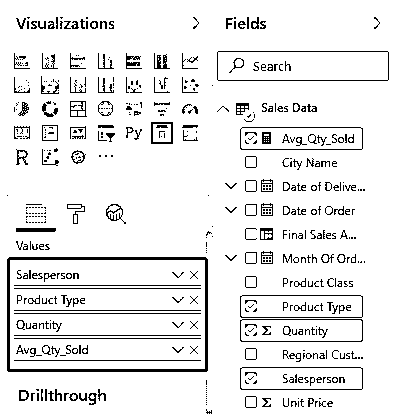 Visualizations
Py
R
Values
Salesperson
Product Type
Quantity
Avg_Qty_Sold
Drillthrough
Fields
Search
Sales Data
Avg_Qty_Sold
City Name
Date of Delive...
Date of Order
Final Sales A...
Month Of Ord...
Product Class
Product Type
Σ Quantity
Regional Cust...
Salesperson
Σ Unit Price